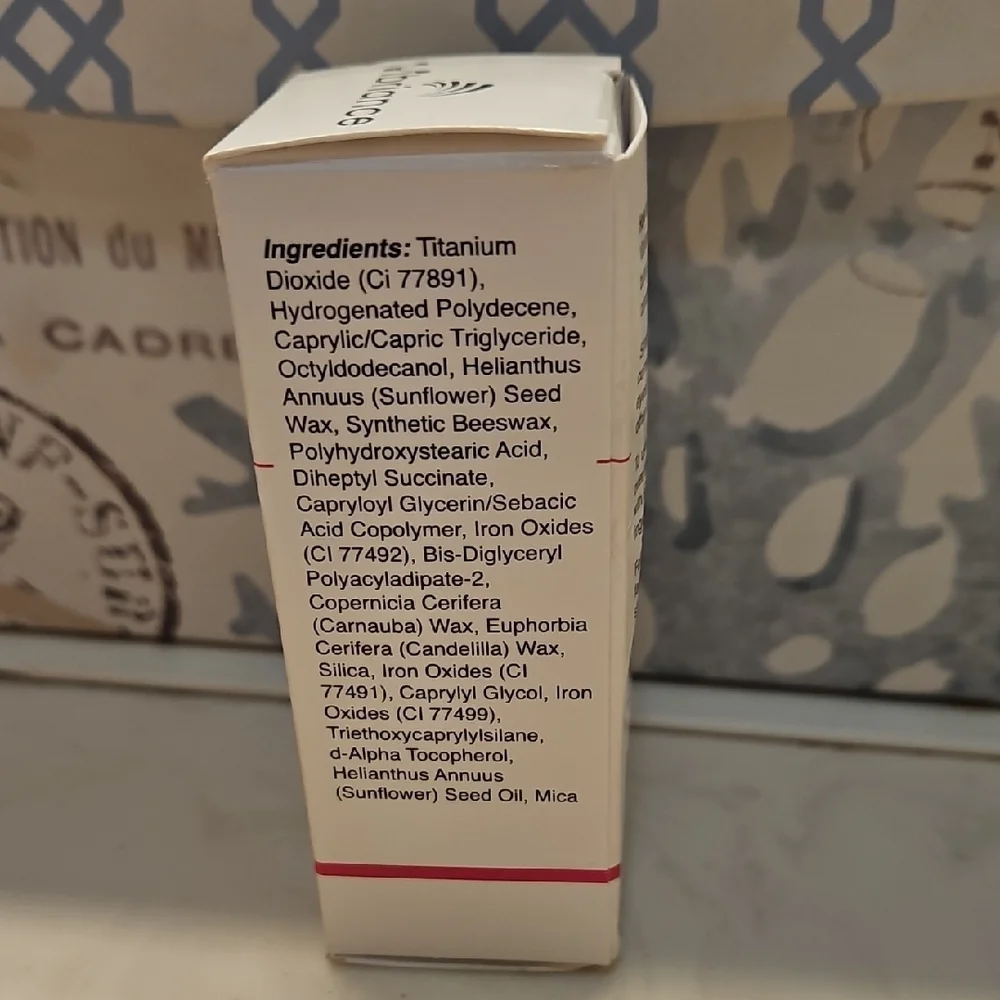 Ingredients: Titanium
Dioxide (Ci 77891),
Hydrogenated Polydecene,
Caprylic/Capric Triglyceride,
Octyldodecanol, Helianthus
Annuus (Sunflower) Seed
Wax, Synthetic Beeswax,
Polyhydroxystearic Acid,
Diheptyl Succinate,
Capryloyl Glycerin/Sebacic
Acid Copolymer, Iron Oxides
(CI 77492), Bis-Diglyceryl
Polyacyladipate-2,
Copernicia Cerifera
(Carnauba) Wax, Euphorbia
Cerifera (Candelilla) Wax,
Silica, Iron Oxides (CI
77491), Caprylyl Glycol, Iron
Oxides (CI 77499),
Triethoxycaprylylsilane,
d-Alpha Tocopherol,
Helianthus Annuus
(Sunflower) Seed Oil, Mica
TION du
CADRE